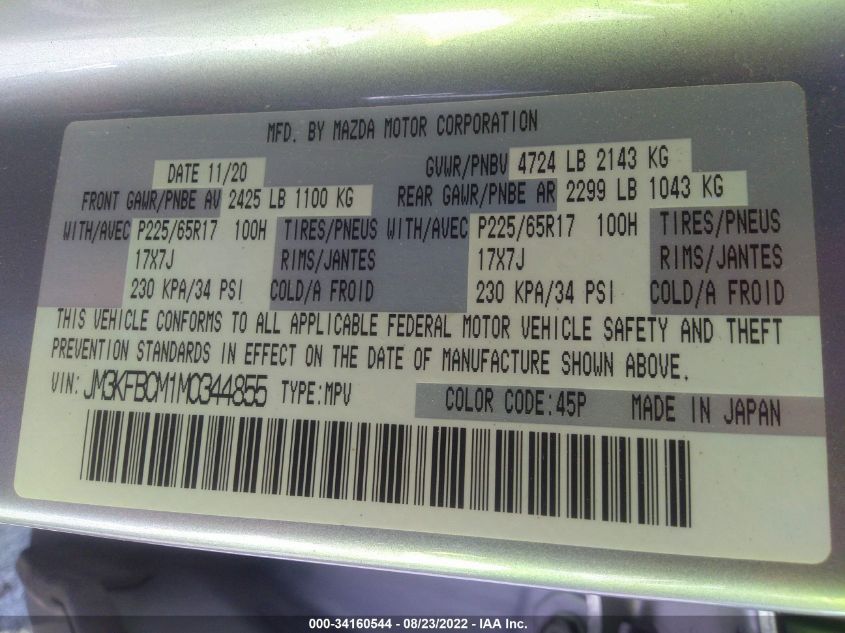 MFD. BY MAZDA MOTOR CORPORATION
DATE 11/20 GVWR/PNBV 4724 LB 2143 KG
FRONT GAWR/PNBE AV 2425 LB 1100 KG REAR GAWR/PNBE AR 2299 LB 1043 KG
WITH/AVEC P225/65R17 100H TIRES/PNEUS WITH/AVEC P225/65R17 100H TIRES/PNEUS
17X7J RIMS/JANTES 17X7J RIMS/JANTES
230 KPA/34 PSI COLD/A FROID 230 KPA/34 PSI COLD/A FROID
THIS VEHICLE CONFORMS TO ALL APPLICABLE FEDERAL MOTOR VEHICLE SAFETY AND THEFT
PREVENTION STANDARDS IN EFFECT ON THE DATE OF MANUFACTURE SHOWN ABOVE.
VIN: JM3KFBCM1M0344855 TYPE:MPV COLOR CODE:45P MADE IN JAPAN
000-34160544 - 08/23/2022 - IAA Inc.